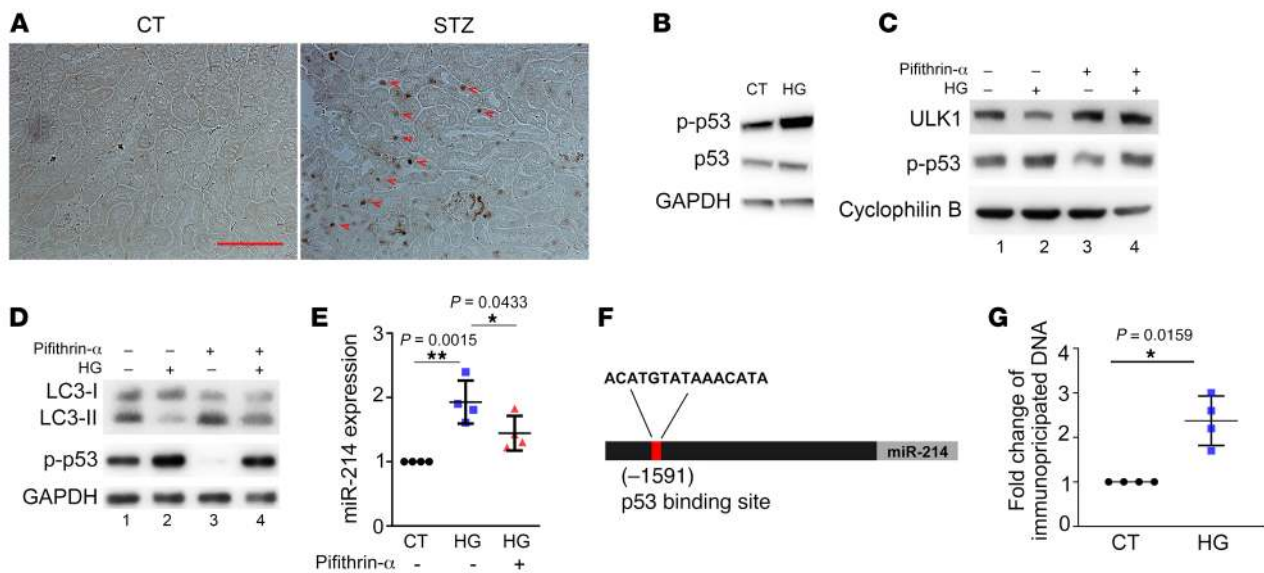 A
CT
STZ
B
CT HG
p-p53
p53
GAPDH
C
Pifithrin-α – – + +
HG – + – +
ULK1
p-p53
Cyclophilin B
1 2 3 4
D
Pifithrin-α – – + +
HG – + – +
LC3-I
LC3-II
p-p53
GAPDH
1 2 3 4
E
P = 0.0433
*
P = 0.0015
**
miR-214 expression
3
2
1
0
CT HG HG
Pifithrin-α - - +
F
ACATGTATAAACATA
miR-214
(–1591)
p53 binding site
G
Fold change of
immunopricipated DNA
P = 0.0159
*
4
3
2
1
0
CT HG